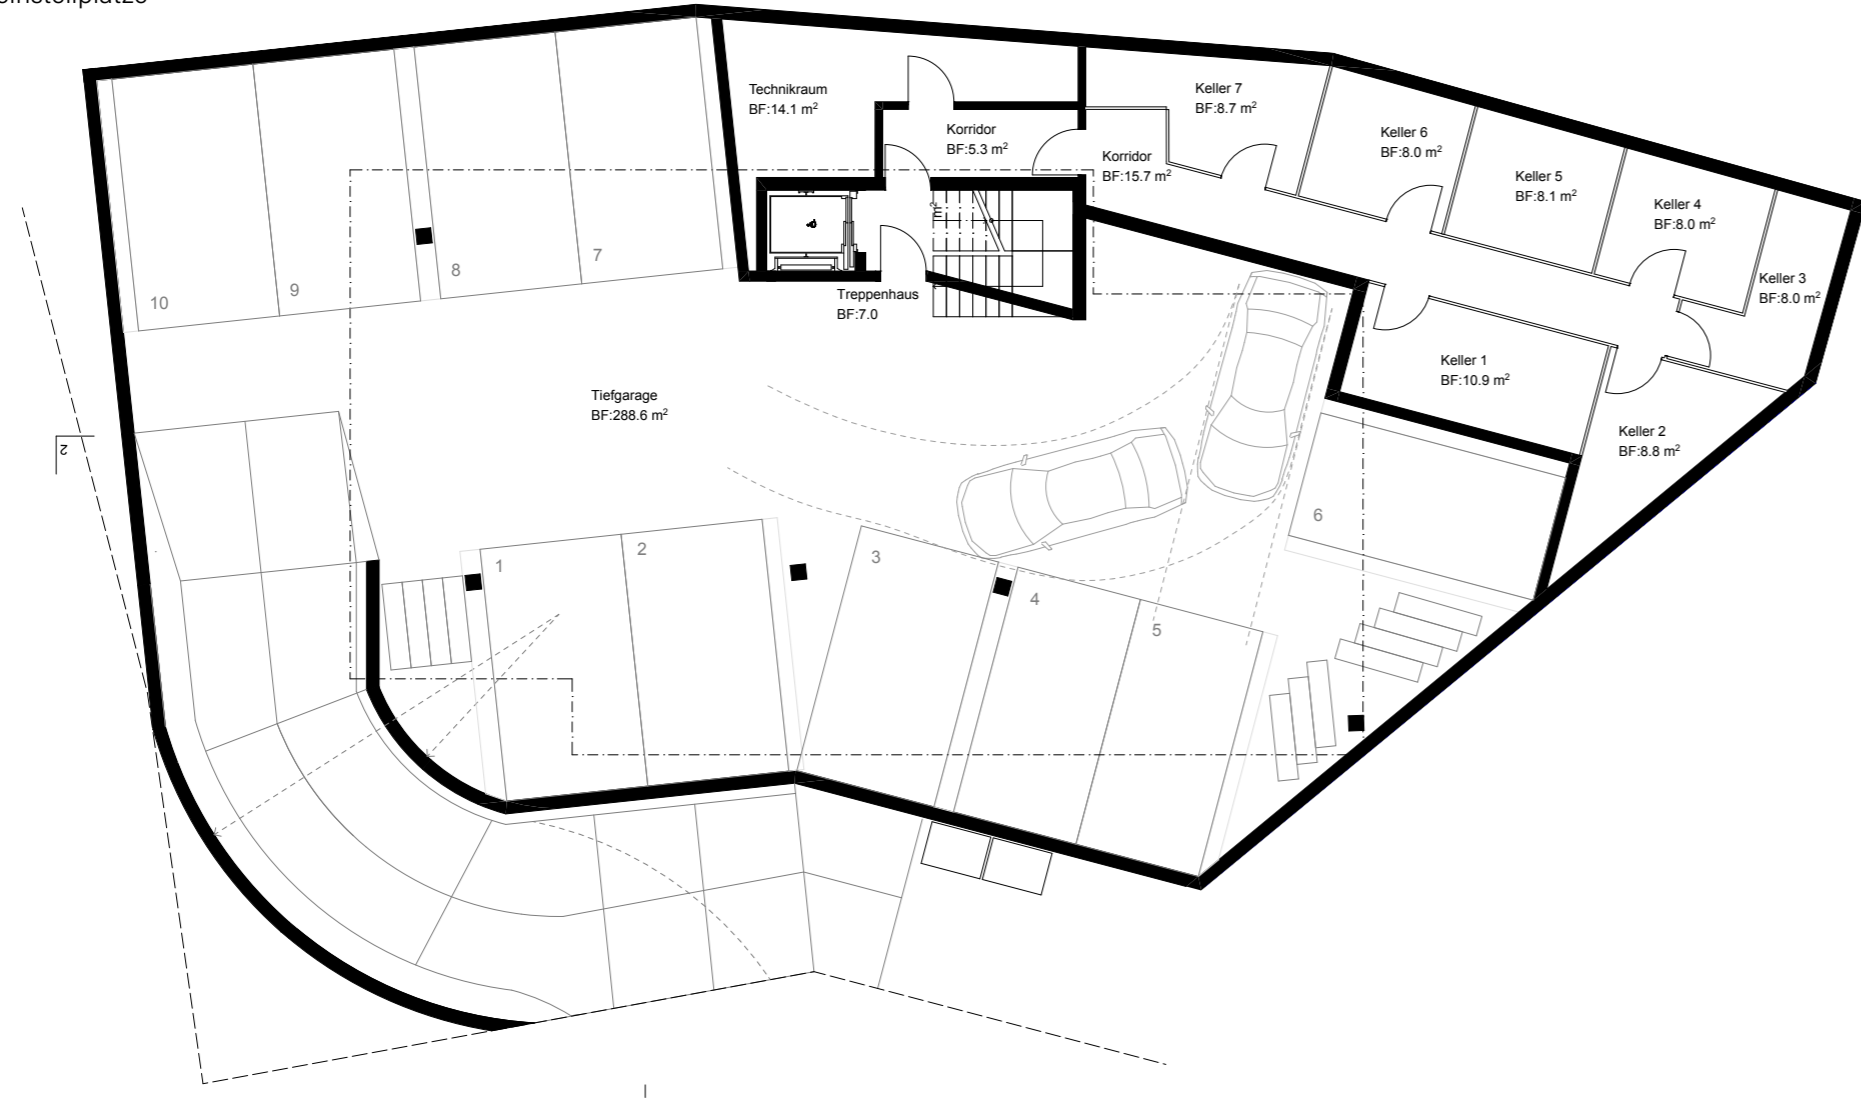 Technikraum
BF:14.1 m²
Korridor
BF:5.3 m²
Korridor
BF:15.7 m²
Keller 7
BF:8.7 m²
Keller 6
BF:8.0 m²
Keller 5
BF:8.1 m²
Keller 4
BF:8.0 m²
Keller 3
BF:8.0 m²
m²
10
9
8
7
Treppenhaus
BF:7.0
Tiefgarage
BF:288.6 m²
Keller 1
BF:10.9 m²
Keller 2
BF:8.8 m²
2
1
2
3
4
5
6